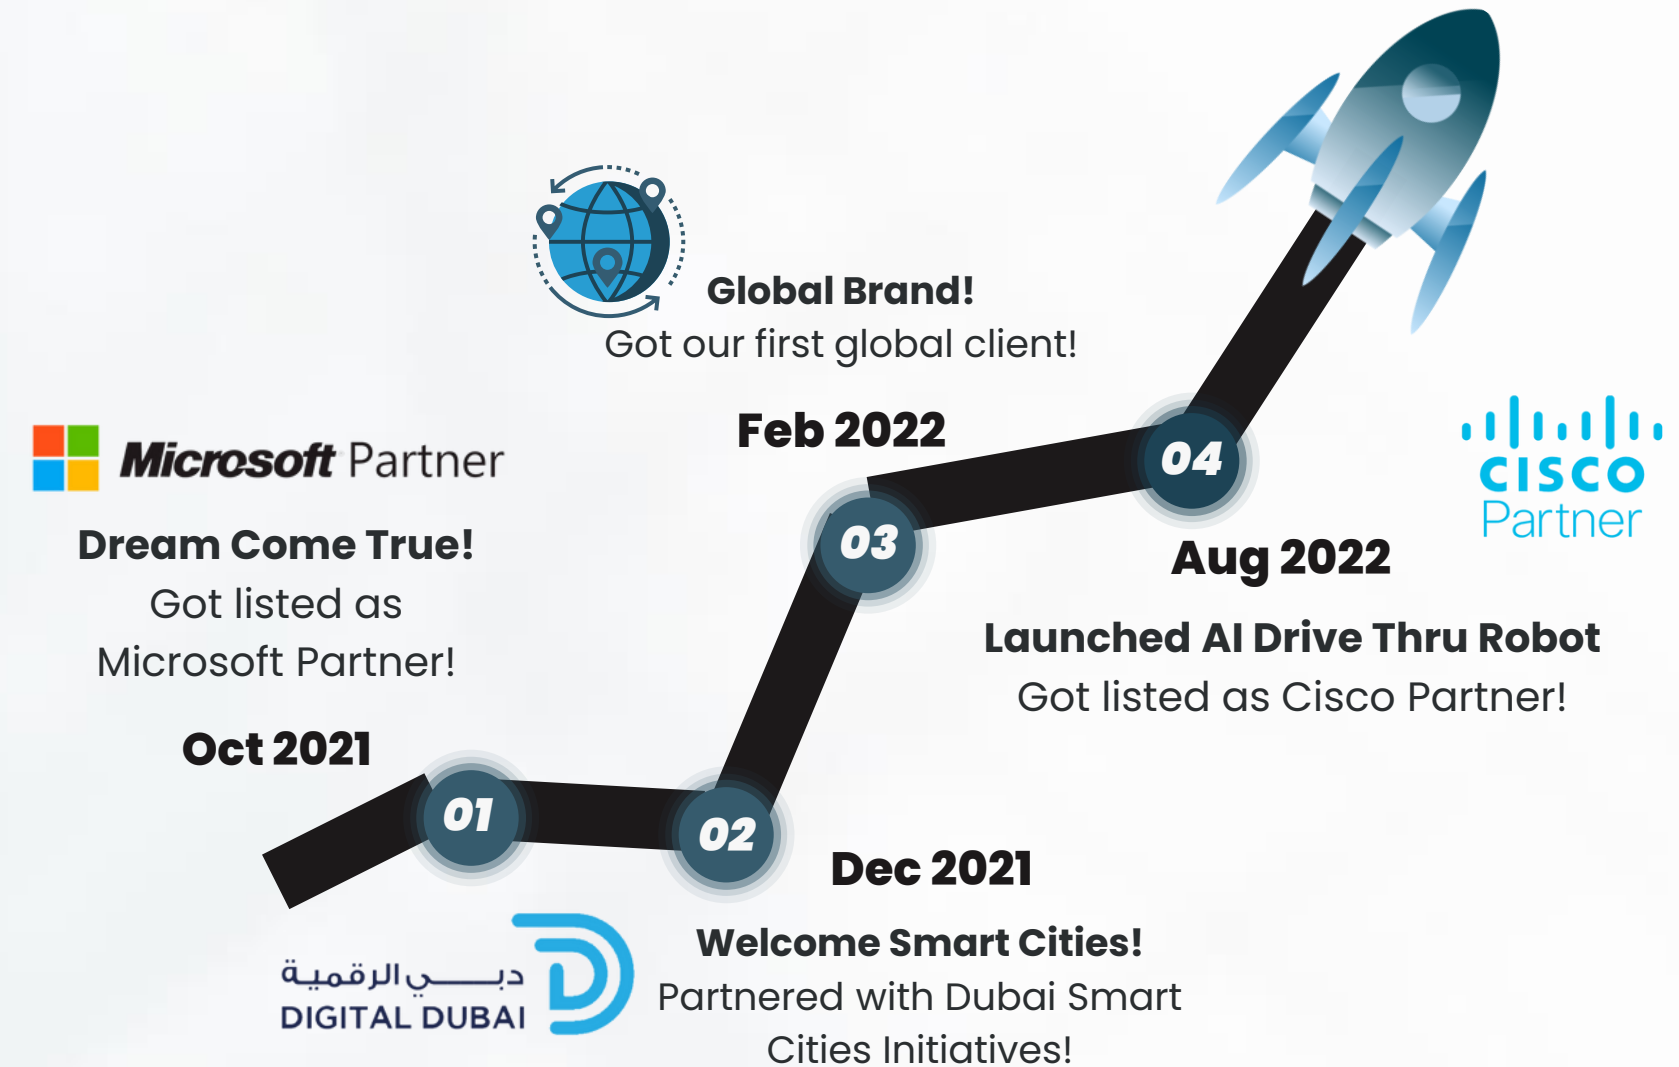 Microsoft Partner
Dream Come True!
Got listed as
Microsoft Partner!
Oct 2021
01
02
Dec 2021
دبي الرقمية
DIGITAL DUBAI
Welcome Smart Cities!
Partnered with Dubai Smart
Cities Initiatives!
Global Brand!
Got our first global client!
Feb 2022
03
04
Aug 2022
CISCO
Partner
Launched AI Drive Thru Robot
Got listed as Cisco Partner!